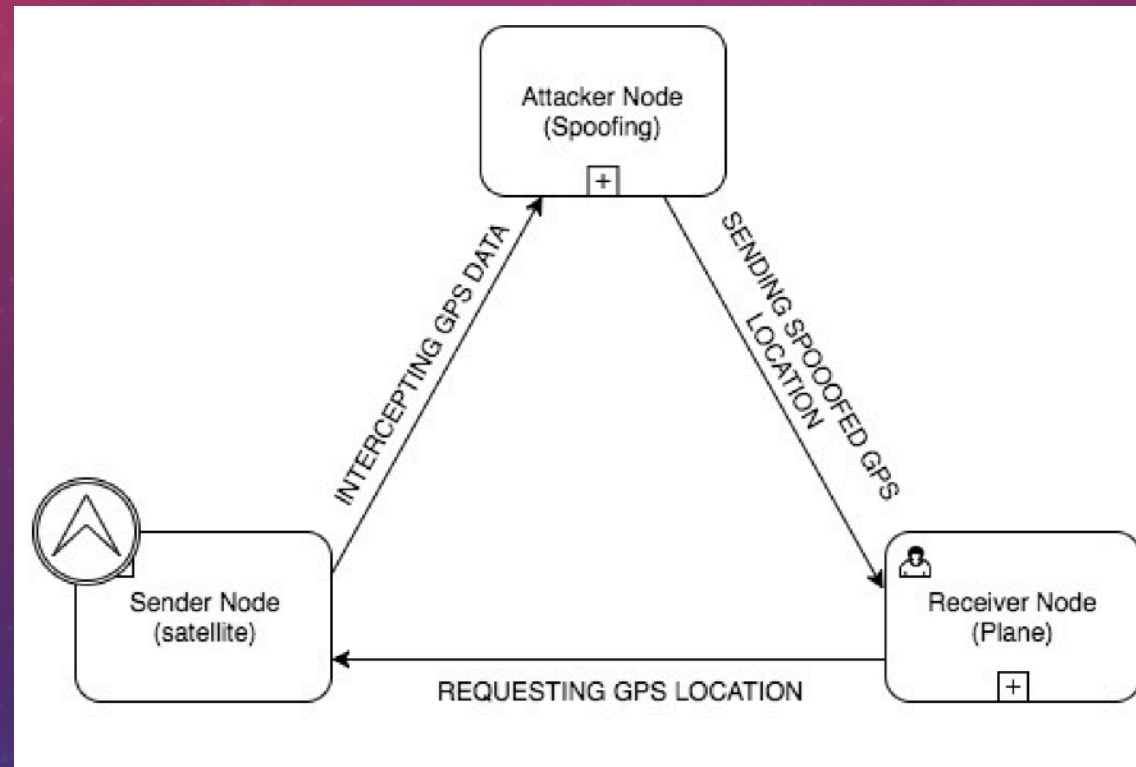 Attacker Node
(Spoofing)
INTERCEPTING GPS DATA
SENDING SPOOOFED GPS
LOCATION
Sender Node
(satellite)
Receiver Node
(Plane)
REQUESTING GPS LOCATION